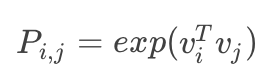 P_{i,j} = exp(v_i^T v_j)